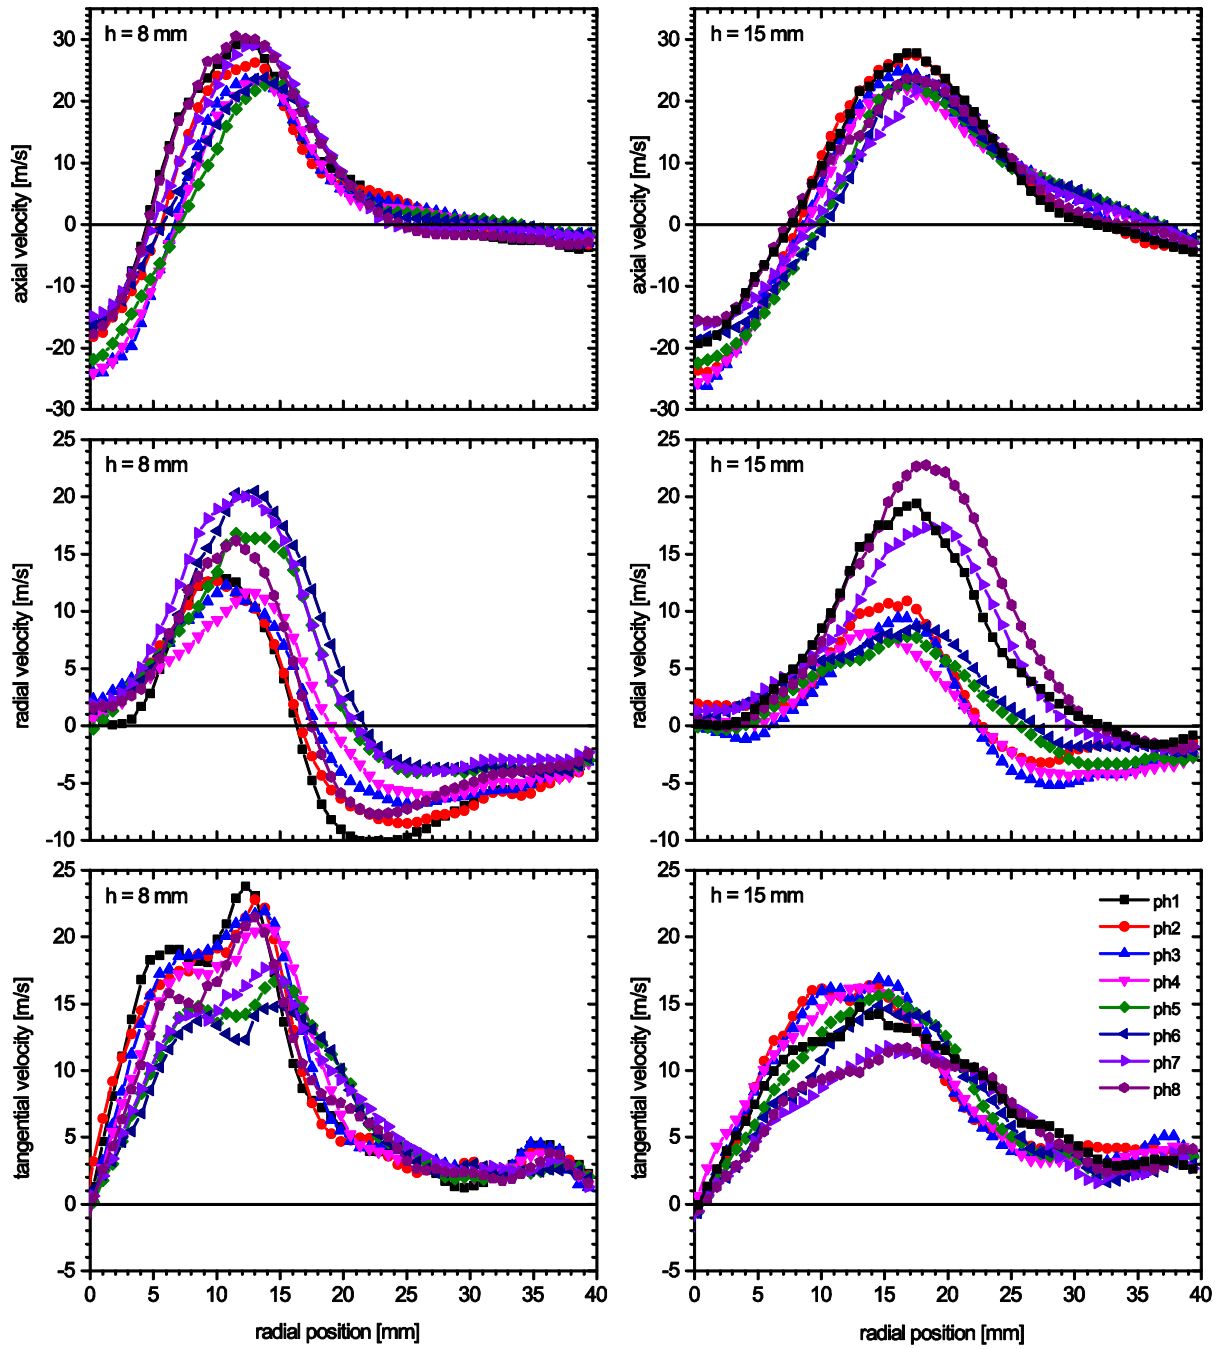 h = 8 mm
axial velocity [m/s]
30
20
10
0
-10
-20
-30
h = 15 mm
axial velocity [m/s]
30
20
10
0
-10
-20
-30
h = 8 mm
radial velocity [m/s]
25
20
15
10
5
0
-5
-10
h = 15 mm
radial velocity [m/s]
25
20
15
10
5
0
-5
-10
h = 8 mm
tangential velocity [m/s]
25
20
15
10
5
0
-5
0 5 10 15 20 25 30 35 40
radial position [mm]
h = 15 mm
tangential velocity [m/s]
25
20
15
10
5
0
-5
ph1
ph2
ph3
ph4
ph5
ph6
ph7
ph8
0 5 10 15 20 25 30 35 40
radial position [mm]